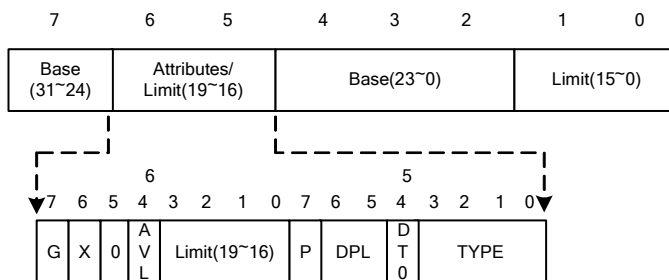 7 6 5 4 3 2 1 0
Base
(31~24)
Attributes/
Limit(19~16)
Base(23~0)
Limit(15~0)
6 5
7 6 5 4 3 2 1 0 7 6 5 4 3 2 1 0
G
X
0
A
V
L
Limit(19~16)
P
DPL
D
T
0
TYPE